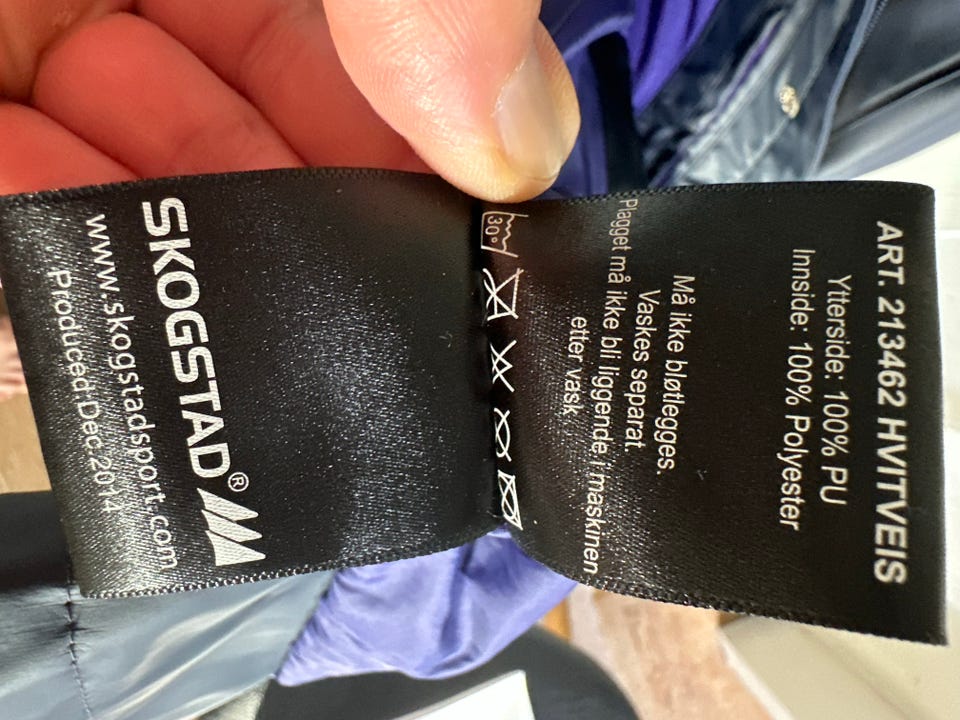 ART. 213462 HVITVEIS
Ytterside: 100% PU
Innside: 100% Polyester
Må ikke bløtlegges.
Vaskes separat.
Plagget må ikke bli liggende i maskinen
etter vask
30°
SKOGSTAD®
www.skogstadsport.com
Produced:Dec.2014